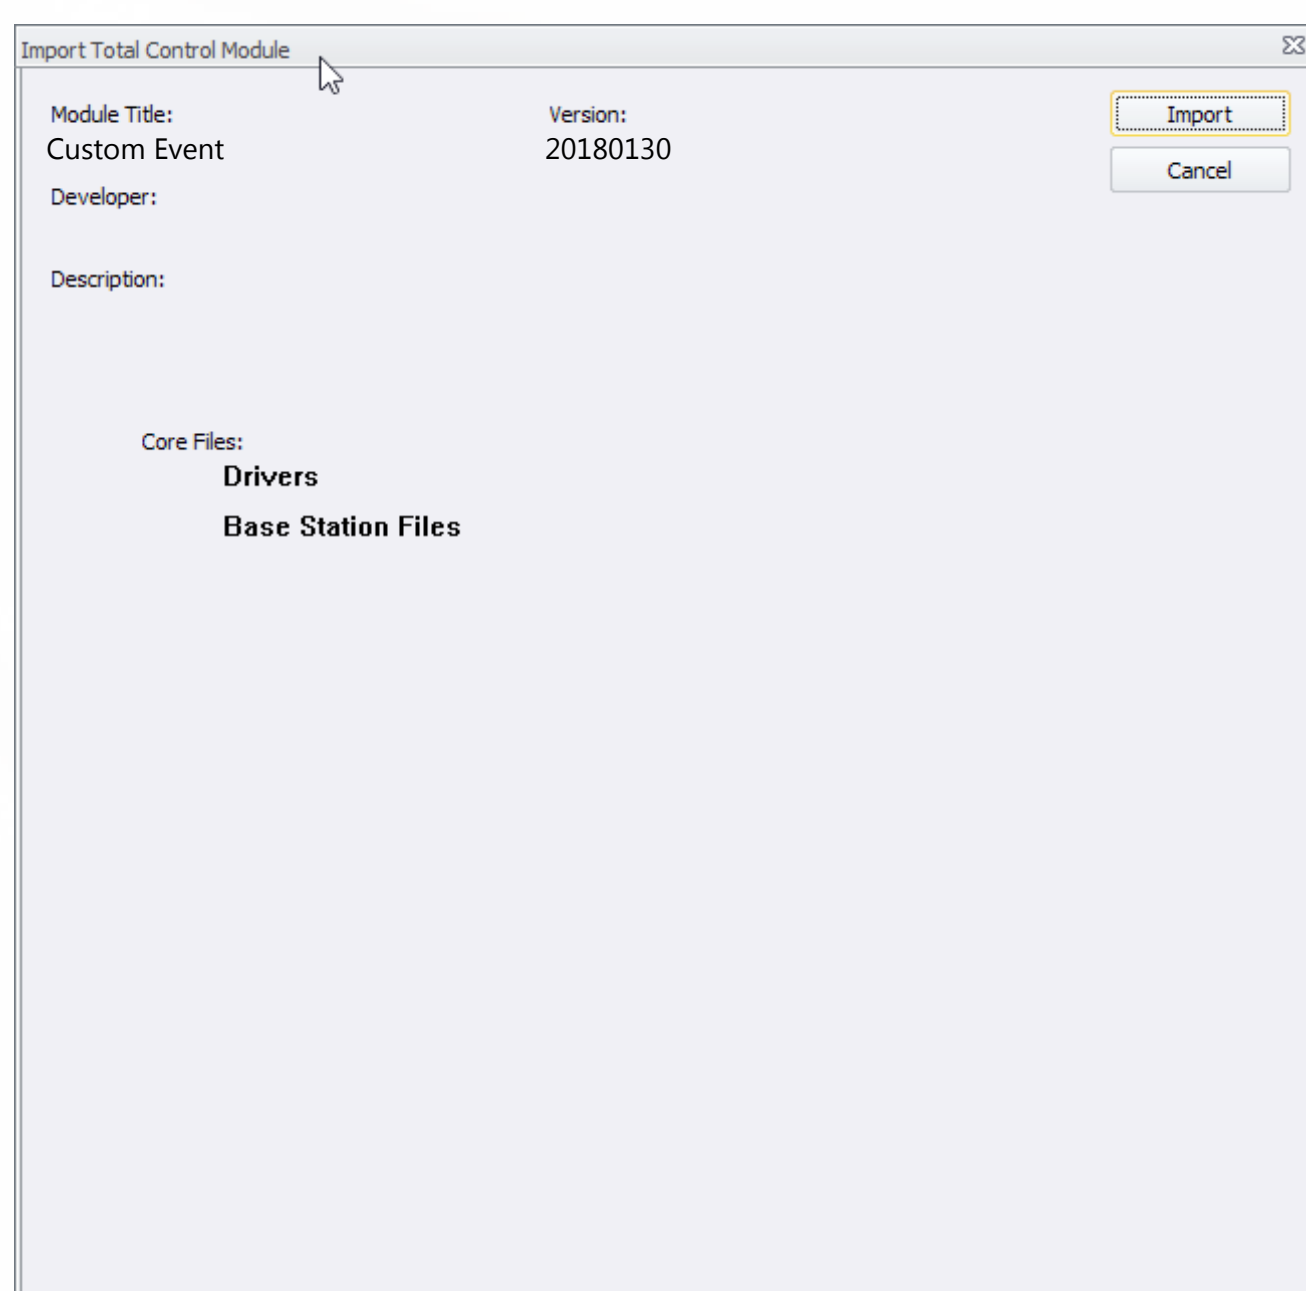 Import Total Control Module
Module Title:
Custom Event
Version:
20180130
Import
Cancel
Developer:
Description:
Core Files:
Drivers
Base Station Files